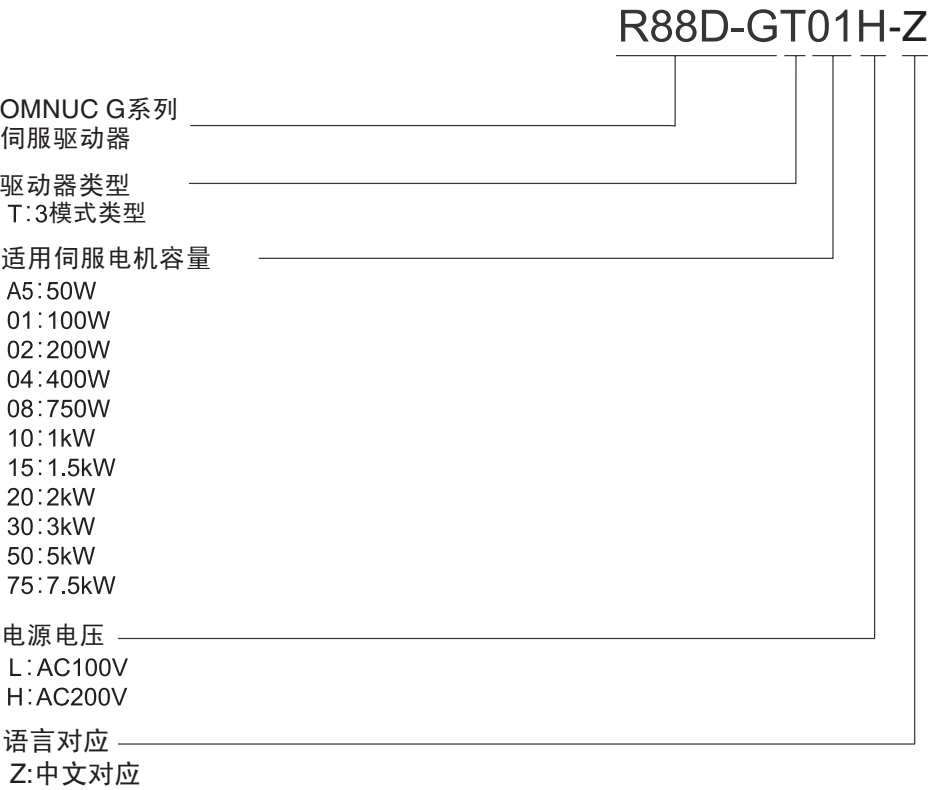 R88D-GT01H-Z
OMNUC G系列
伺服驱动器
驱动器类型
T:3模式类型
适用伺服电机容量
A5:50W
01:100W
02:200W
04:400W
08:750W
10:1kW
15:1.5kW
20:2kW
30:3kW
50:5kW
75:7.5kW
电源电压
L:AC100V
H:AC200V
语言对应
Z:中文对应